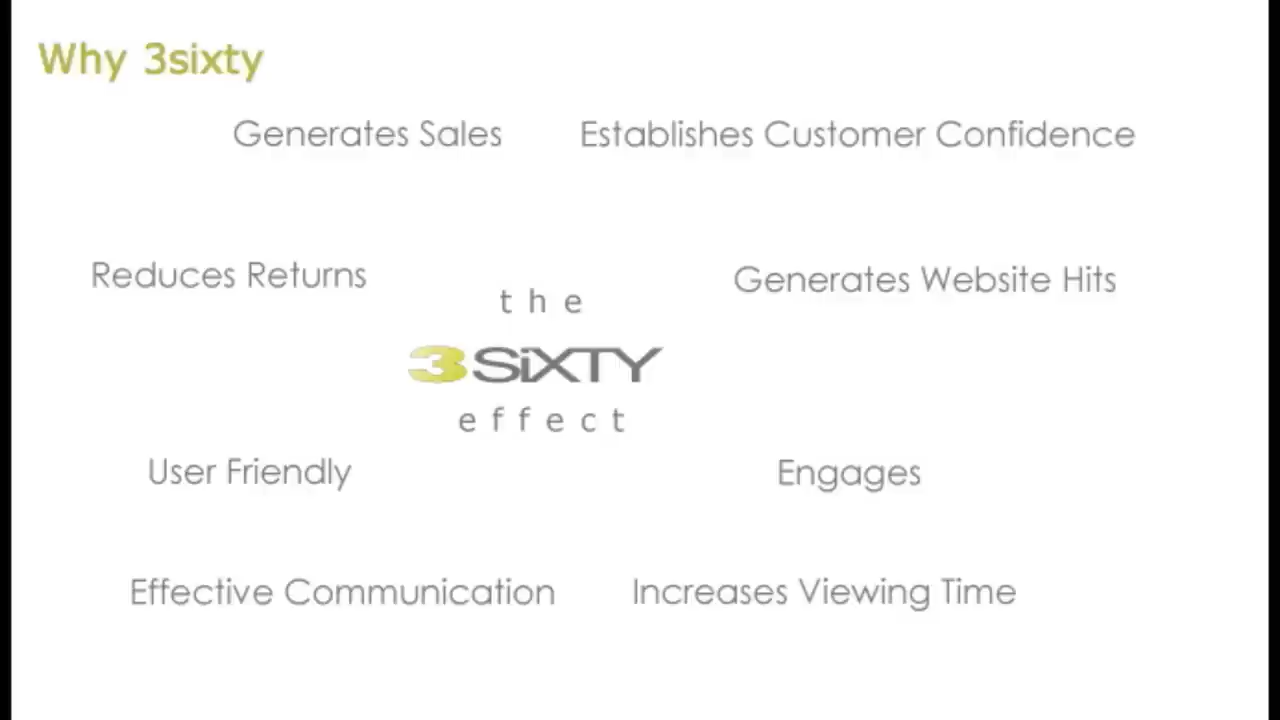 Why 3sixty
Generates Sales
Establishes Customer Confidence
Reduces Returns
Generates Website Hits
the
3SiXTY
effect
User Friendly
Engages
Effective Communication
Increases Viewing Time